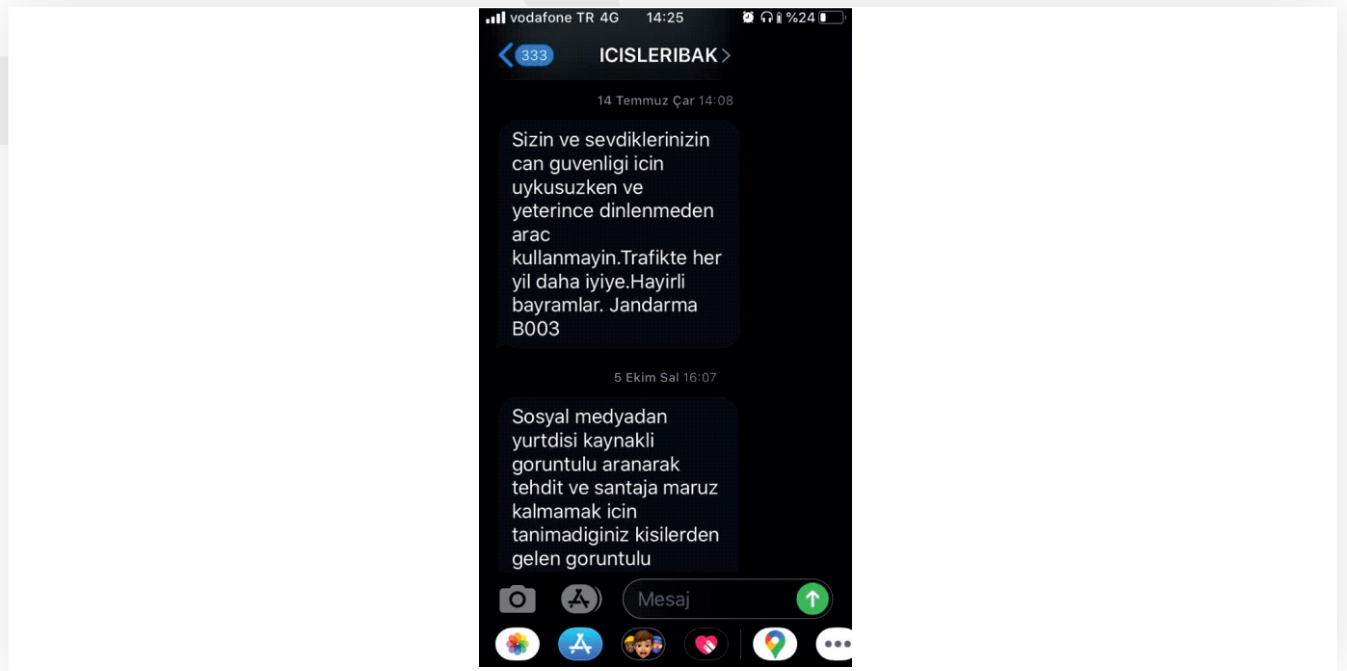 vodafone TR 4G 14:25 %24
333 ICISLERIBAK
14 Temmuz Çar 14:08
Sizin ve sevdiklerinizin
can guvenligi icin
uykusuzken ve
yeterince dinlenmeden
arac
kullanmayin.Trafikte her
yil daha iyiye.Hayirli
bayramlar. Jandarma
B003
5 Ekim Sal 16:07
Sosyal medyadan
yurtdisi kaynakli
goruntulu aranarak
tehdit ve santaja maruz
kalmamak icin
tanimadiginiz kisilerden
gelen goruntulu
Mesaj